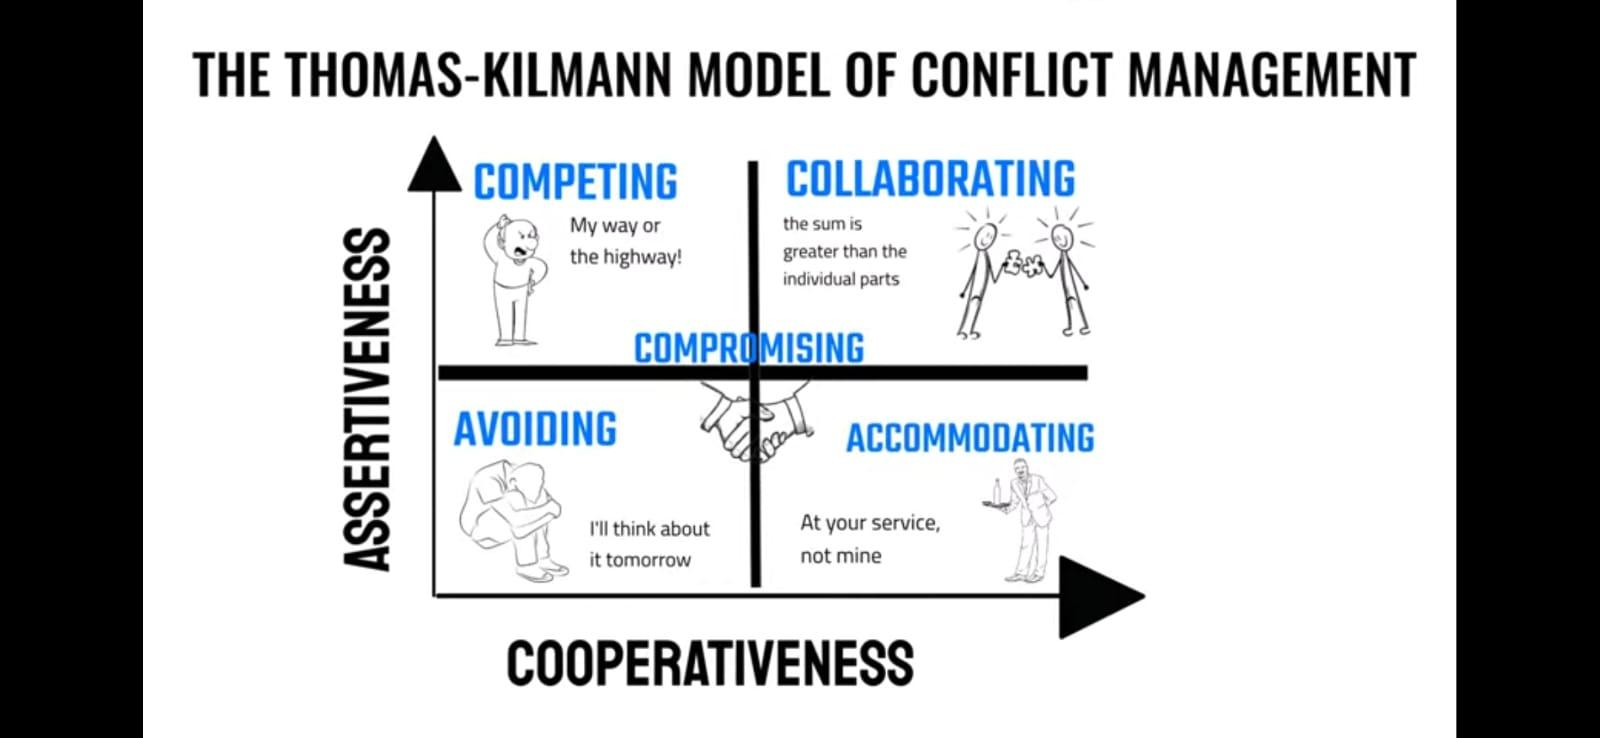 THE THOMAS-KILMANN MODEL OF CONFLICT MANAGEMENT
ASSERTIVENESS
COMPETING
My way or
the highway!
COLLABORATING
the sum is
greater than the
individual parts
COMPROMISING
AVOIDING
I'll think about
it tomorrow
ACCOMMODATING
At your service,
not mine
COOPERATIVENESS